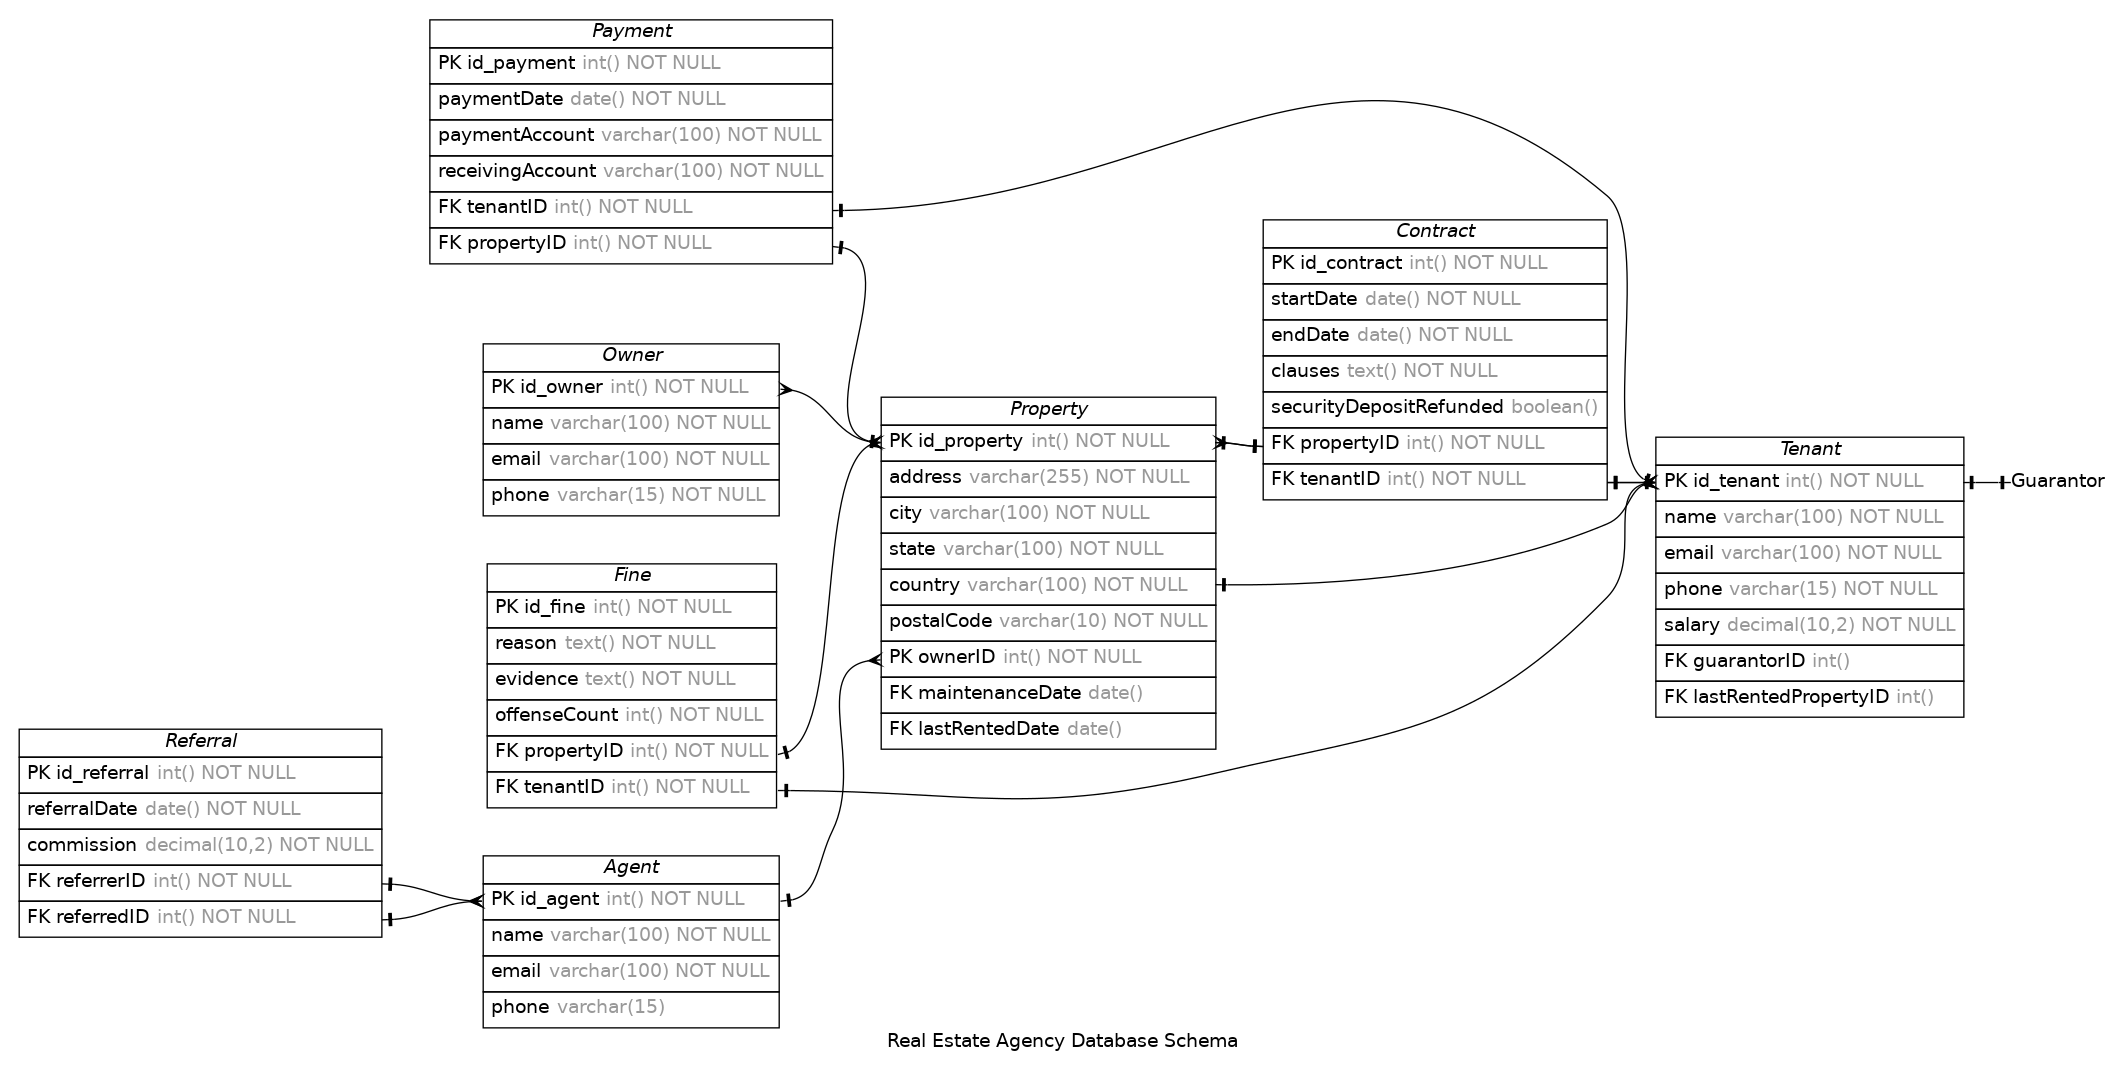 Payment
PK id_payment int() NOT NULL
paymentDate date() NOT NULL
paymentAccount varchar(100) NOT NULL
receivingAccount varchar(100) NOT NULL
FK tenantID int() NOT NULL
FK propertyID int() NOT NULL
Owner
PK id_owner int() NOT NULL
name varchar(100) NOT NULL
email varchar(100) NOT NULL
phone varchar(15) NOT NULL
Fine
PK id_fine int() NOT NULL
reason text() NOT NULL
evidence text() NOT NULL
offenseCount int() NOT NULL
FK propertyID int() NOT NULL
FK tenantID int() NOT NULL
Referral
PK id_referral int() NOT NULL
referralDate date() NOT NULL
commission decimal(10,2) NOT NULL
FK referrerID int() NOT NULL
FK referredID int() NOT NULL
Agent
PK id_agent int() NOT NULL
name varchar(100) NOT NULL
email varchar(100) NOT NULL
phone varchar(15)
Property
PK id_property int() NOT NULL
address varchar(255) NOT NULL
city varchar(100) NOT NULL
state varchar(100) NOT NULL
country varchar(100) NOT NULL
postalCode varchar(10) NOT NULL
PK ownerID int() NOT NULL
FK maintenanceDate date()
FK lastRentedDate date()
Contract
PK id_contract int() NOT NULL
startDate date() NOT NULL
endDate date() NOT NULL
clauses text() NOT NULL
securityDepositRefunded boolean()
FK propertyID int() NOT NULL
FK tenantID int() NOT NULL
Tenant
PK id_tenant int() NOT NULL
name varchar(100) NOT NULL
email varchar(100) NOT NULL
phone varchar(15) NOT NULL
salary decimal(10,2) NOT NULL
FK guarantorID int()
FK lastRentedPropertyID int()
Guarantor
Real Estate Agency Database Schema